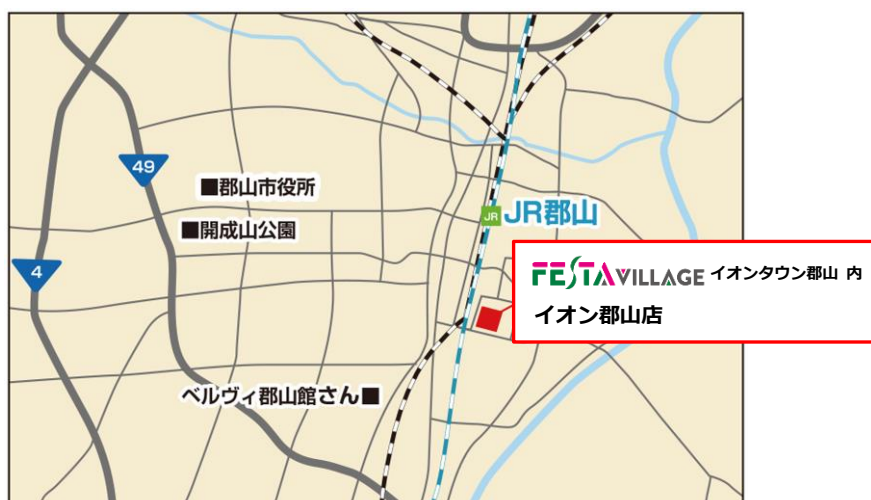 49
■郡山市役所
JR JR郡山
■開成山公園
4
FESTA VILLAGE イオンタウン郡山 内
イオン郡山店
ベルヴィ郡山館さん■